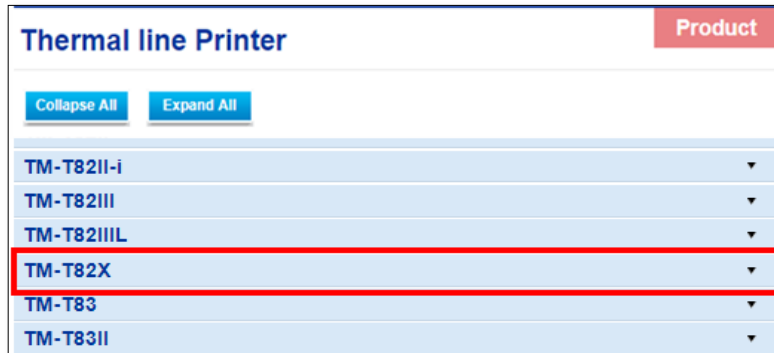 Thermal line Printer
Product
Collapse All
Expand All
TM-T82II-i
TM-T82III
TM-T82IIIL
TM-T82X
TM-T83
TM-T83II